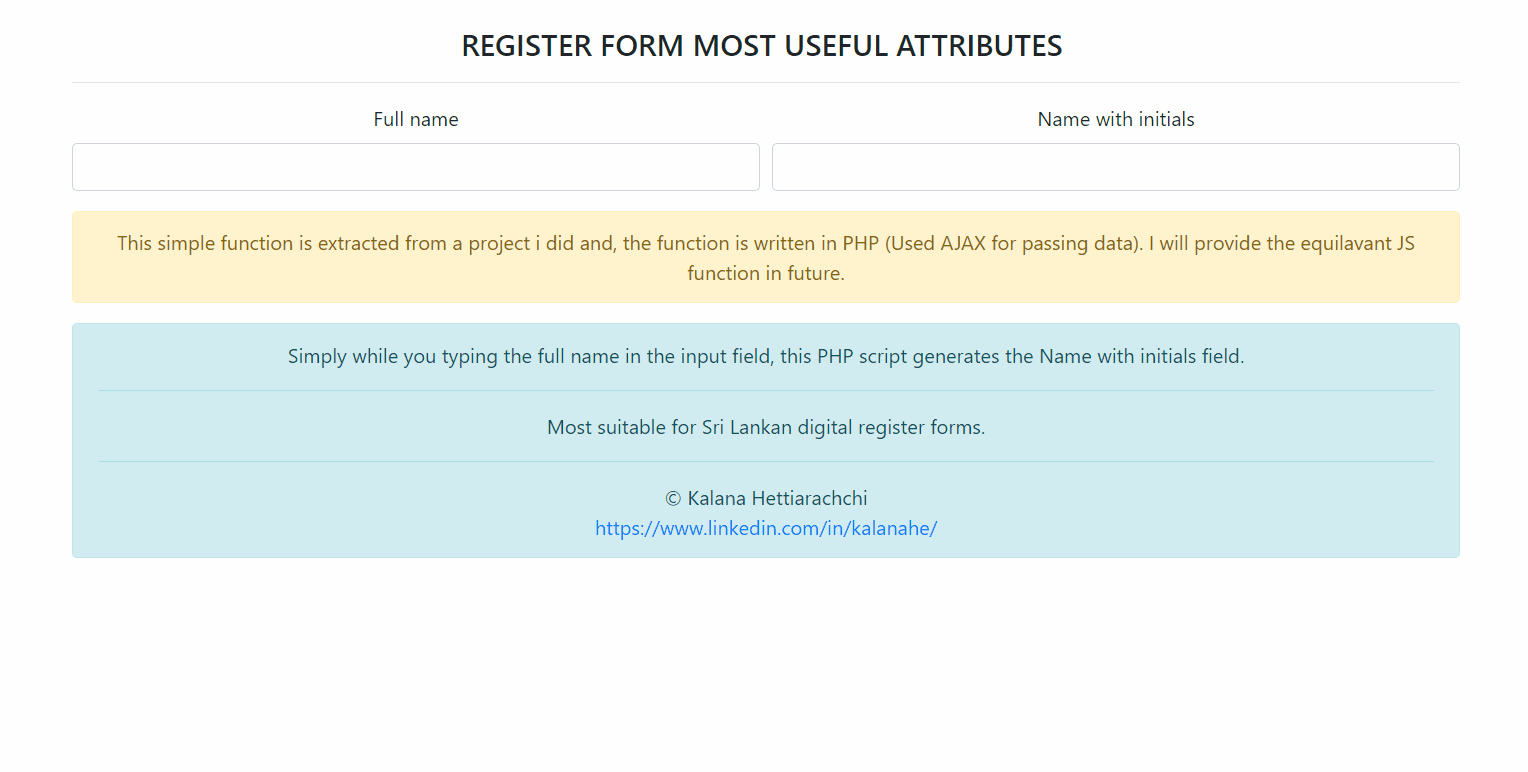 REGISTER FORM MOST USEFUL ATTRIBUTES
Full name
Name with initials
This simple function is extracted from a project i did and, the function is written in PHP (Used AJAX for passing data). I will provide the equilavant JS
function in future.
Simply while you typing the full name in the input field, this PHP script generates the Name with initials field.
Most suitable for Sri Lankan digital register forms.
© Kalana Hettiarachchi
https://www.linkedin.com/in/kalanahe/